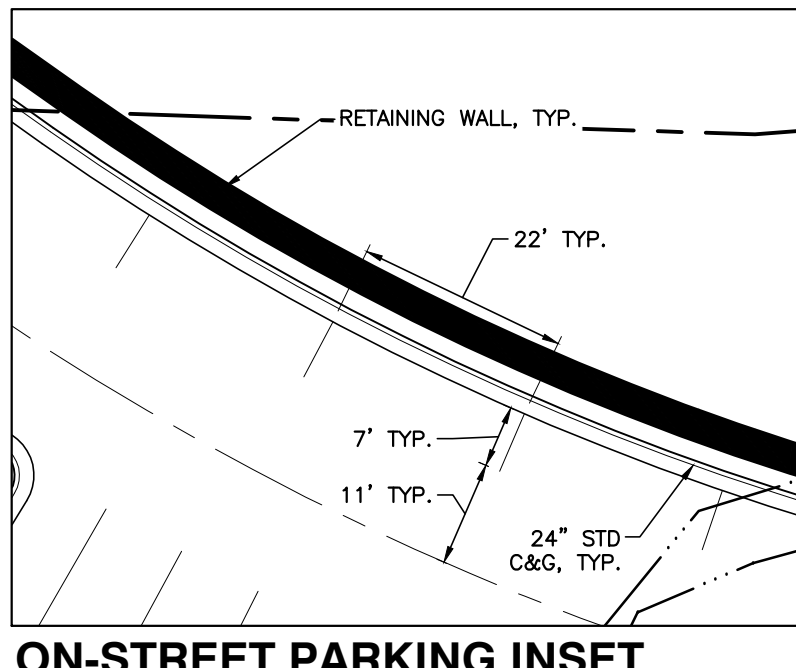 RETAINING WALL, TYP.
22' TYP.
7' TYP.
11' TYP.
24" STD
C&G, TYP.
ON-STREET PARKING INSET